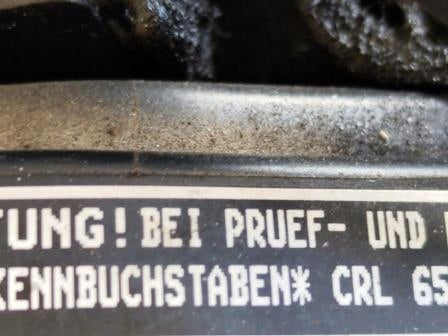 TUNG! BEI PRUEF- UND
KENNBUCHSTABEN* CRL 65